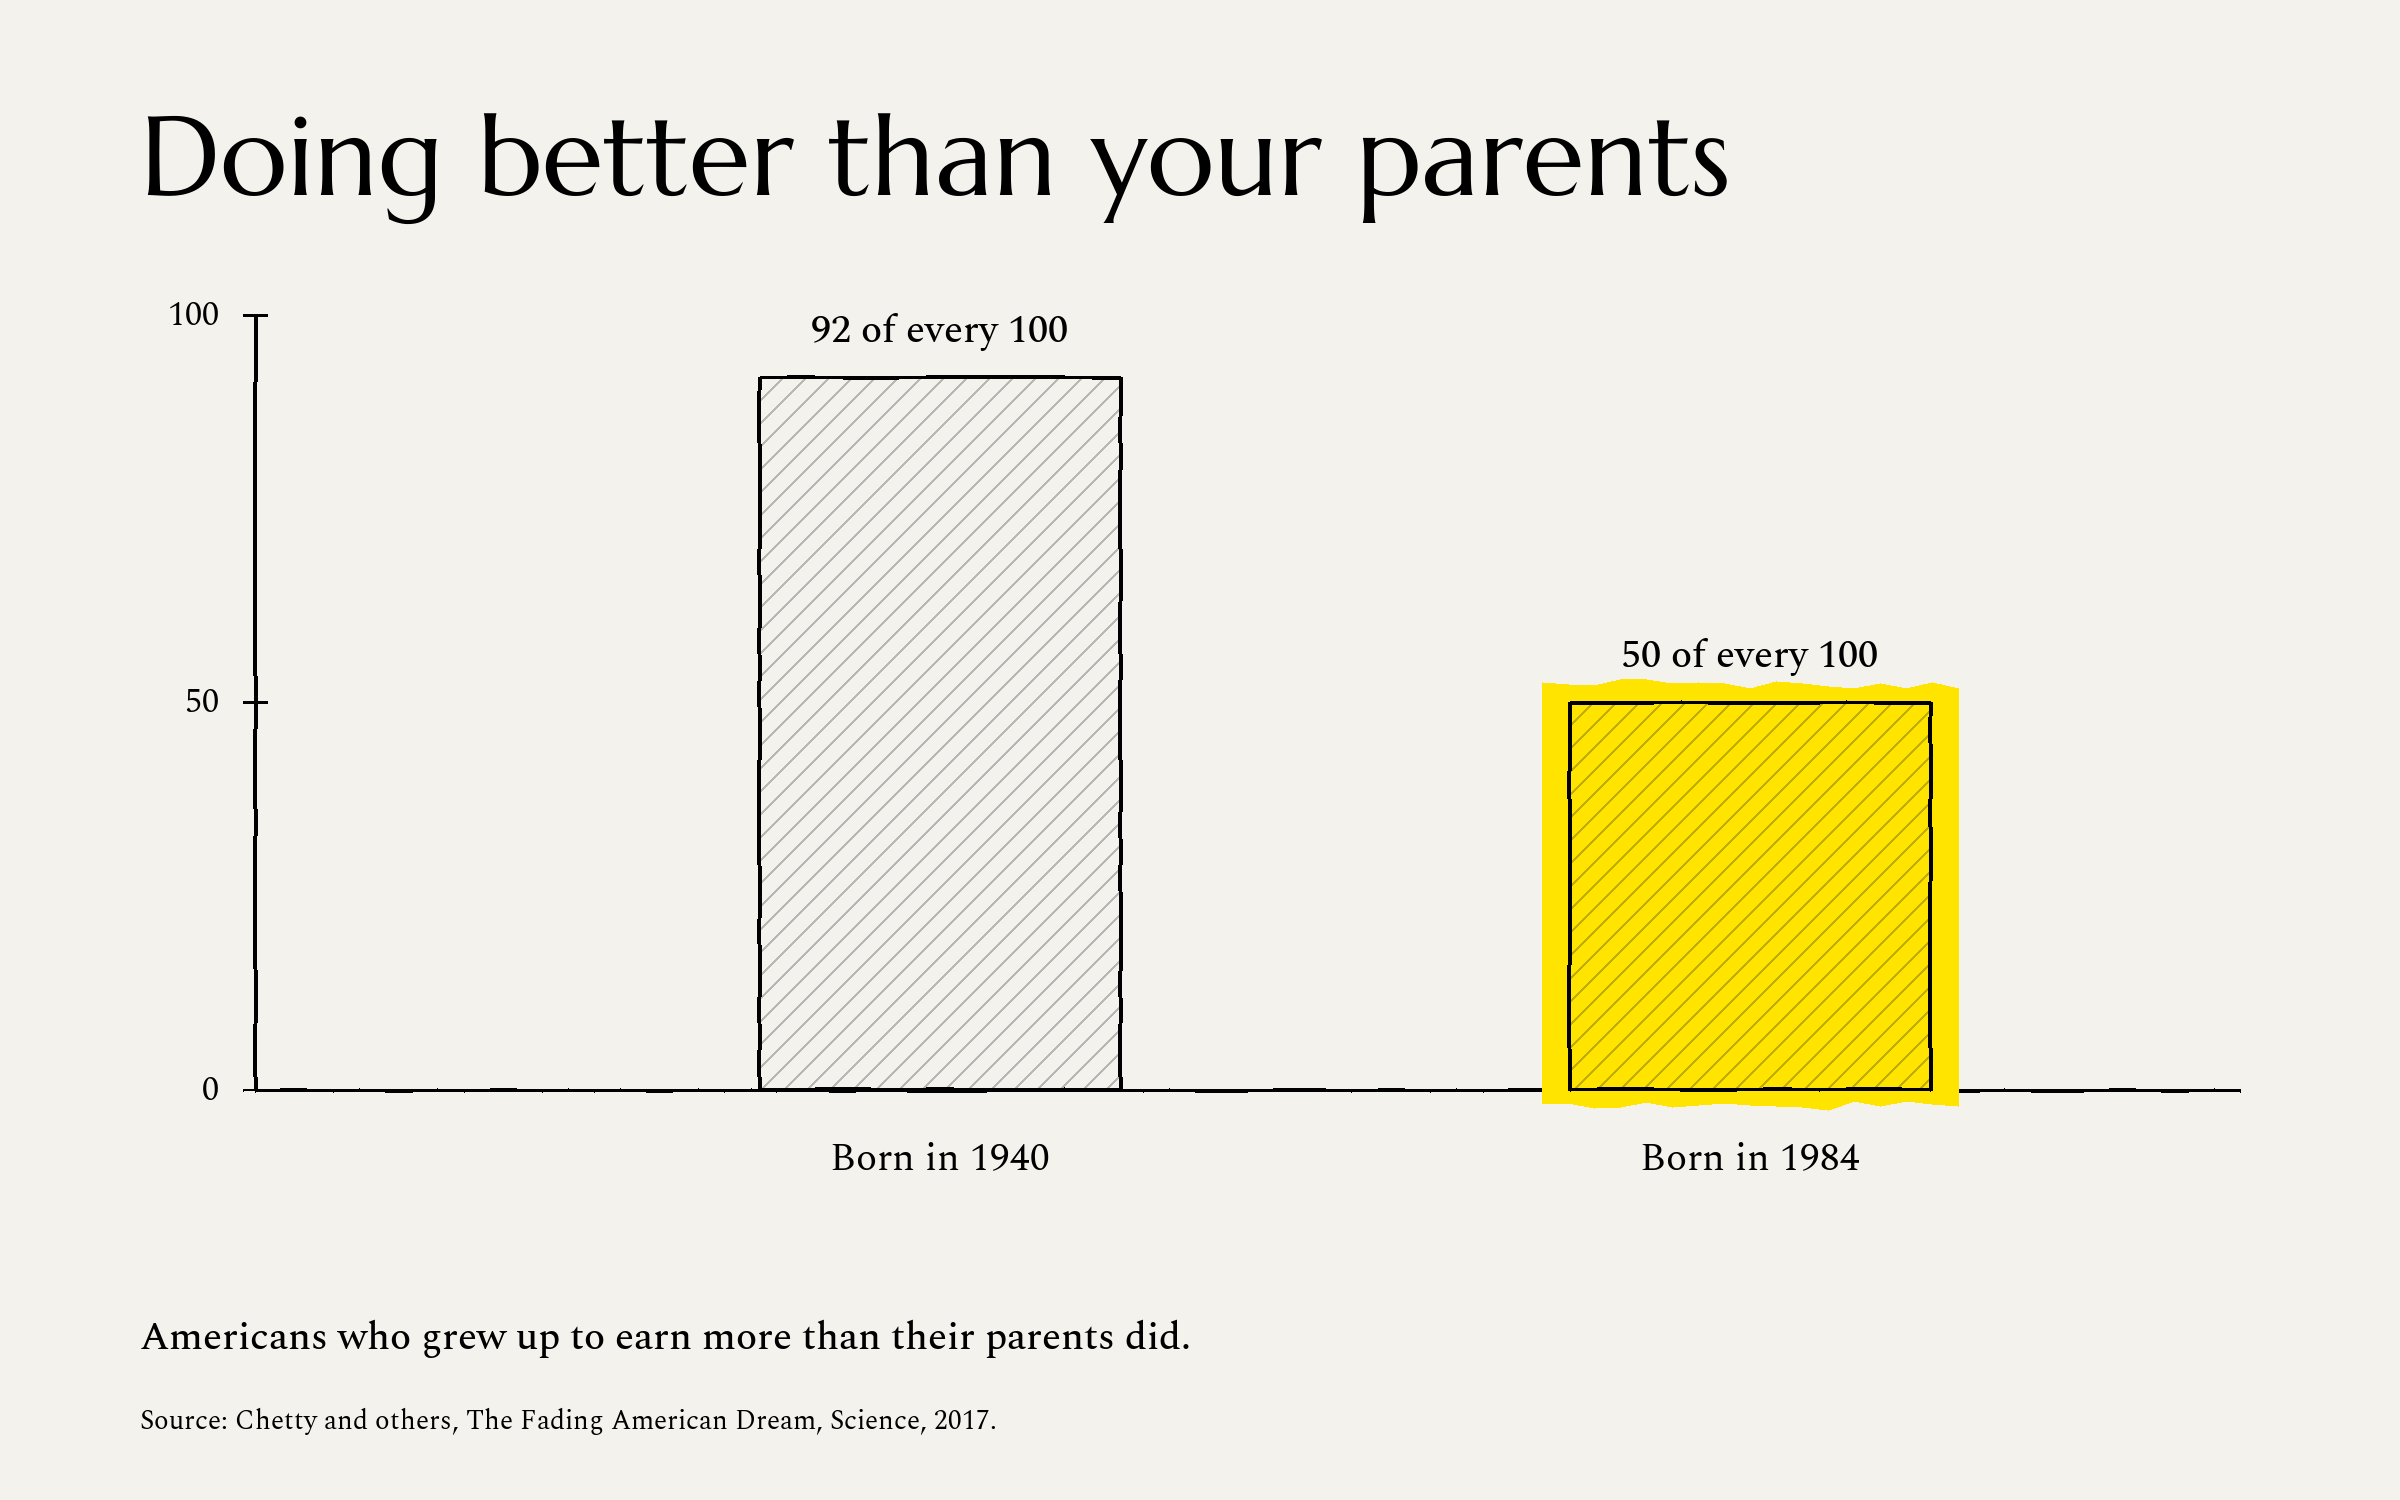 Doing better than your parents
100
92 of every 100
50 of every 100
50
0
Born in 1940
Born in 1984
Americans who grew up to earn more than their parents did.
Source: Chetty and others, The Fading American Dream, Science, 2017.